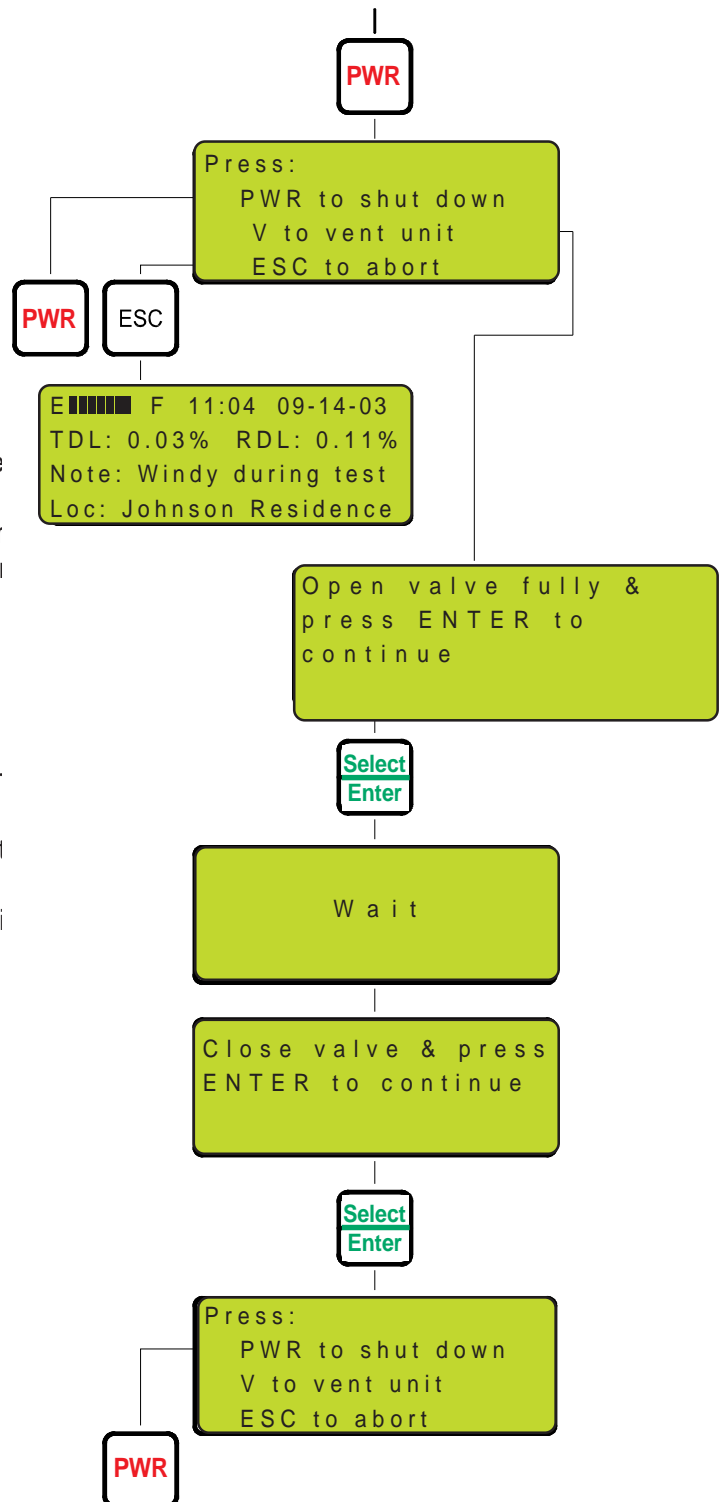 PWR
Press:
PWR to shut down
V to vent unit
ESC to abort
PWR
ESC
E F 11:04 09-14-03
TDL: 0.03% RDL: 0.11%
Note: Windy during test
Loc: Johnson Residence
Open valve fully &
press ENTER to
continue
Select
Enter
Wait
Close valve & press
ENTER to continue
Select
Enter
Press:
PWR to shut down
V to vent unit
ESC to abort
PWR